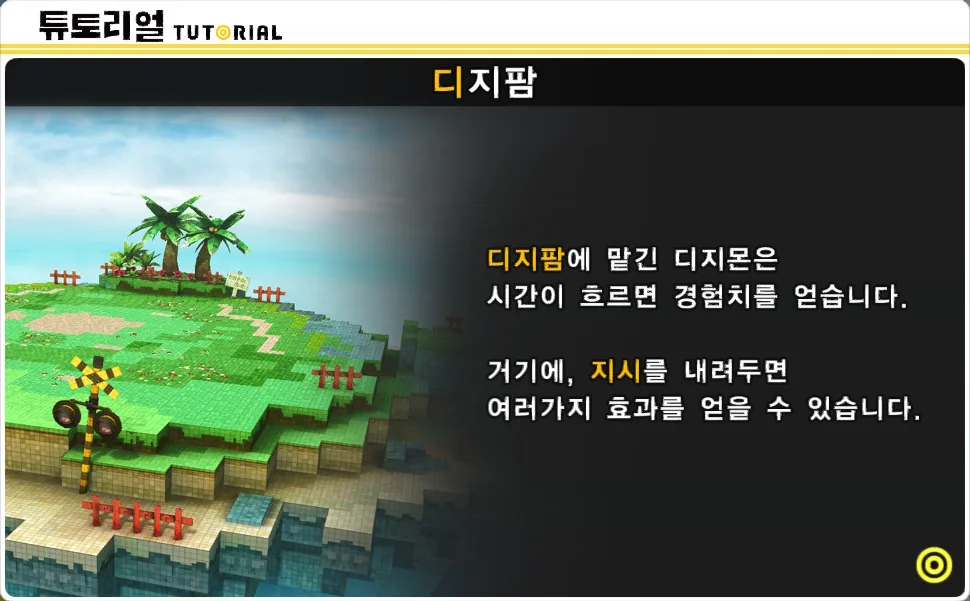 튜토리얼 TUTORIAL
디지팜
디지팜에 맡긴 디지몬은
시간이 흐르면 경험치를 얻습니다.
거기에, 지시를 내려두면
여러가지 효과를 얻을 수 있습니다.